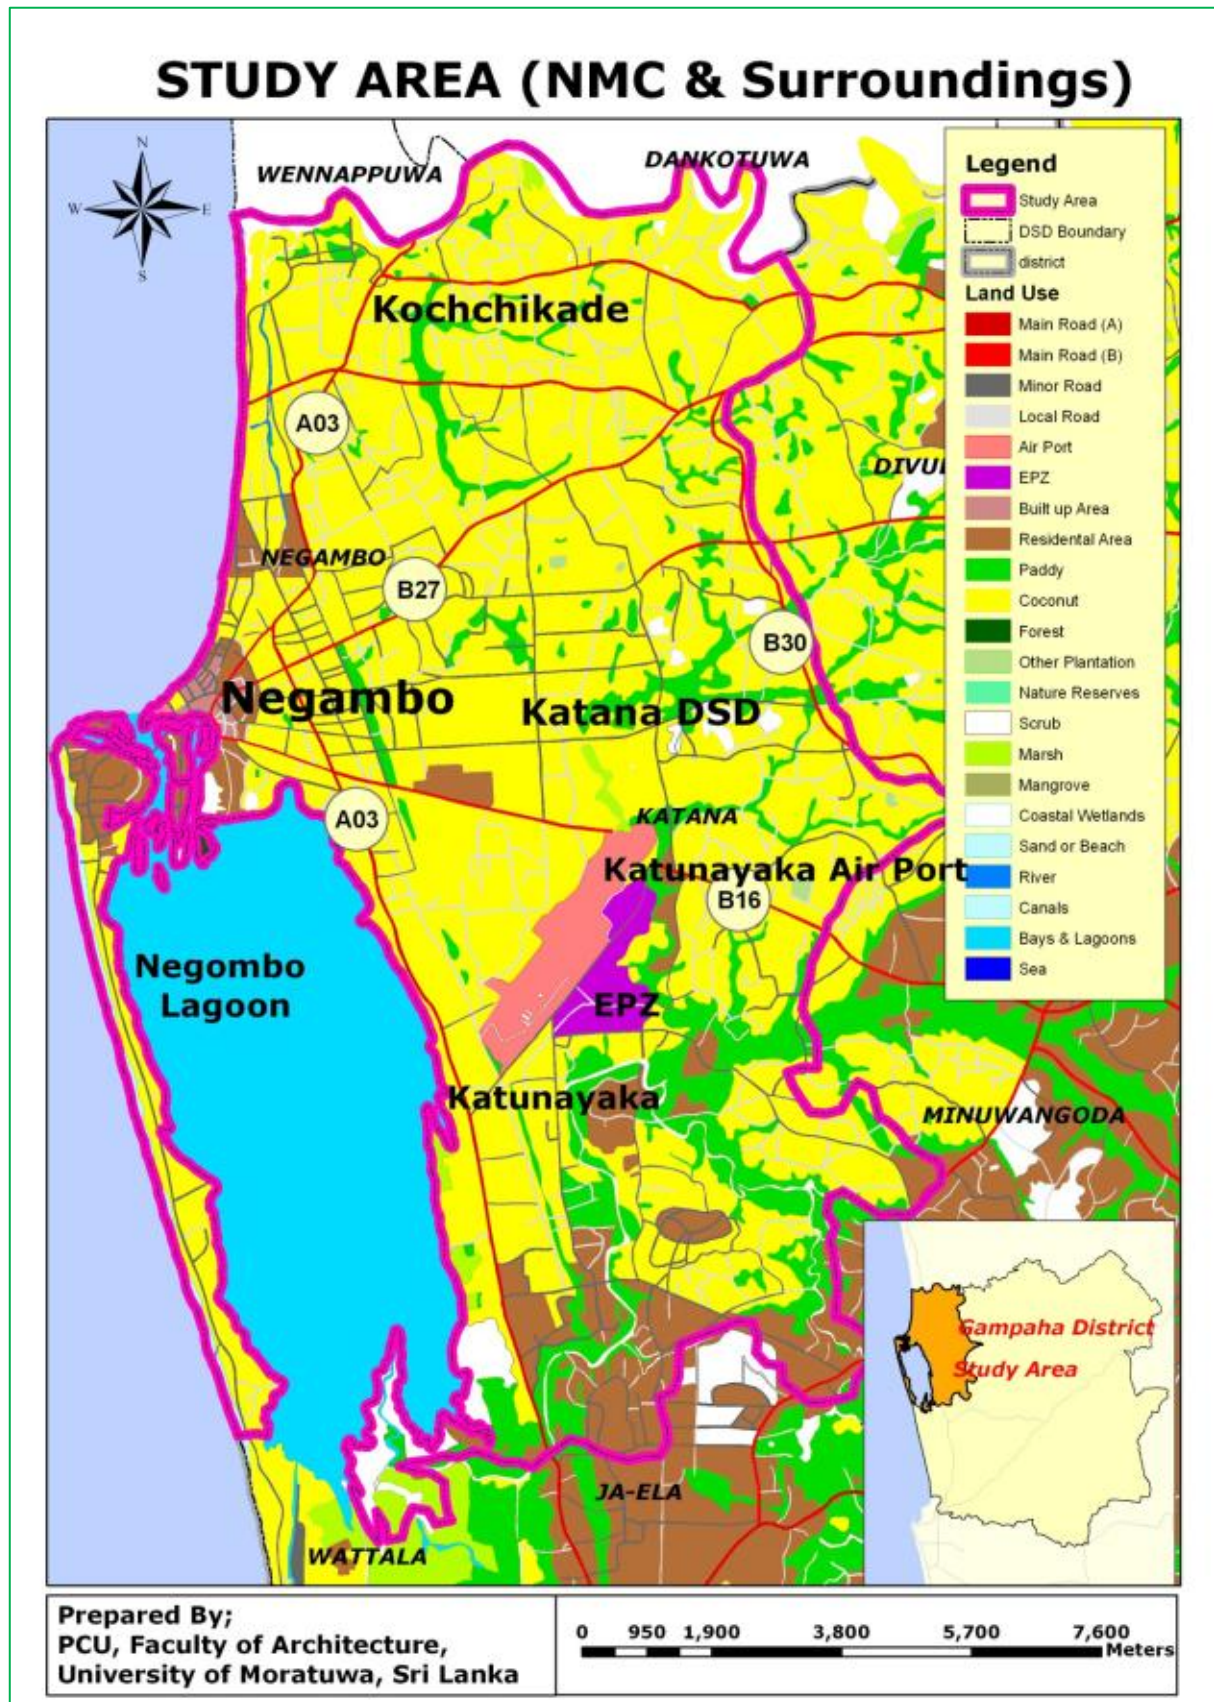 STUDY AREA (NMC & Surroundings)
N
W
E
S
WENNAPPUWA
DANKOTUWA
Kochchikade
A03
DIVUL
NEGAMBO
B27
B30
Negambo
Katana DSD
A03
KATANA
Katunayaka Air Port
B16
Negombo
Lagoon
EPZ
Katunayaka
MINUWANGODA
JA-ELA
WATTALA
Legend
Study Area
DSD Boundary
district
Land Use
Main Road (A)
Main Road (B)
Minor Road
Local Road
Air Port
EPZ
Built up Area
Residental Area
Paddy
Coconut
Forest
Other Plantation
Nature Reserves
Scrub
Marsh
Mangrove
Coastal Wetlands
Sand or Beach
River
Canals
Bays & Lagoons
Sea
Gampaha District
Study Area
Prepared By;
PCU, Faculty of Architecture,
University of Moratuwa, Sri Lanka
0 950 1,900 3,800 5,700 7,600
Meters